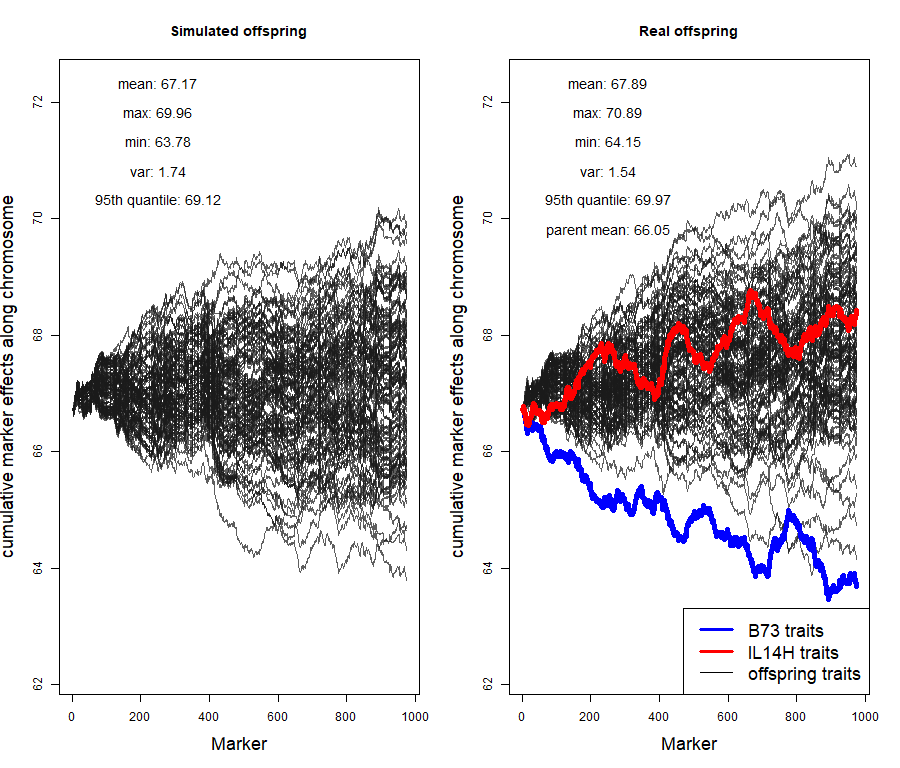 Simulated offspring
mean: 67.17
max: 69.96
min: 63.78
var: 1.74
95th quantile: 69.12
cumulative marker effects along chromosome
72
70
68
66
64
62
0
200
400
600
800
1000
Marker
Real offspring
mean: 67.89
max: 70.89
min: 64.15
var: 1.54
95th quantile: 69.97
parent mean: 66.05
cumulative marker effects along chromosome
72
70
68
66
64
62
B73 traits
IL14H traits
offspring traits
0
200
400
600
800
1000
Marker